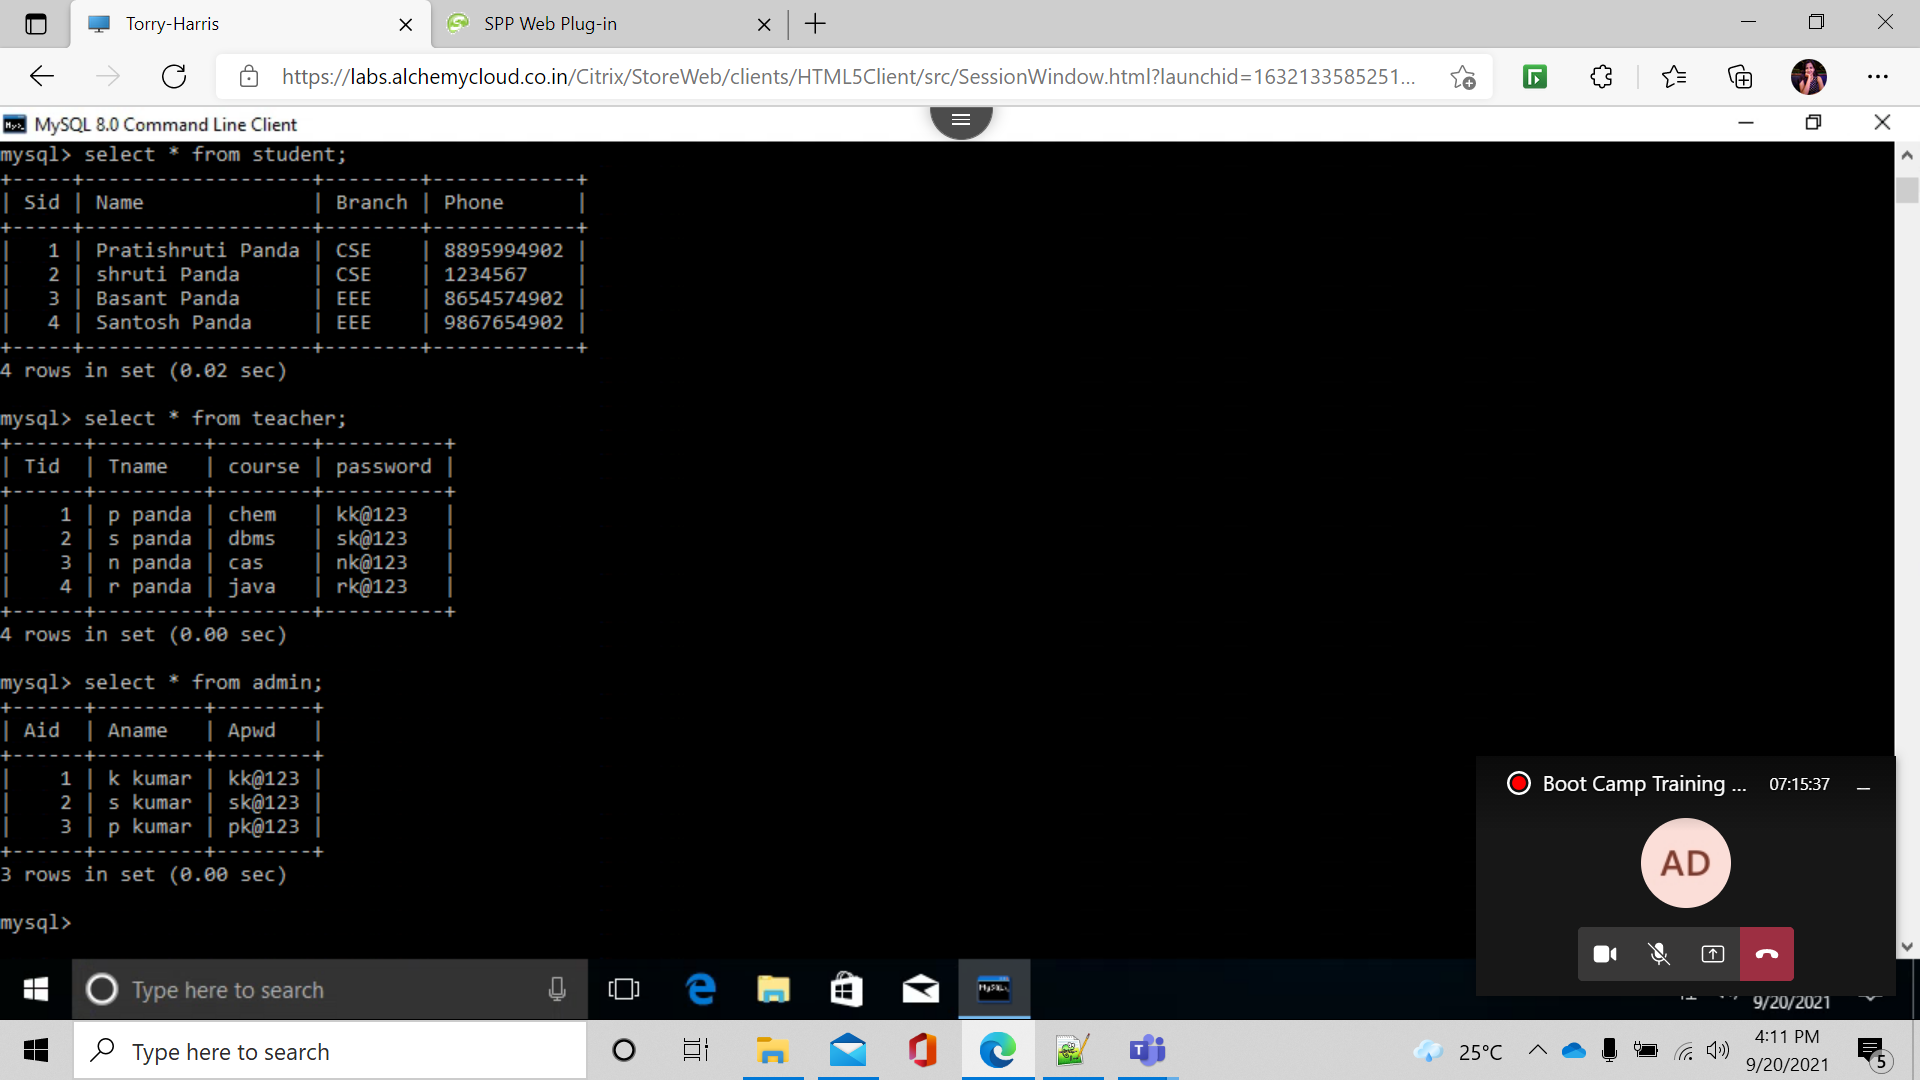 Torry-Harris
SPP Web Plug-in
https://labs.alchemycloud.co.in/Citrix/StoreWeb/clients/HTML5Client/src/SessionWindow.html?launchid=1632133585251...
MySQL 8.0 Command Line Client
mysql> select * from student;
+-----+-------------------+--------+------------+
| Sid | Name              | Branch | Phone      |
+-----+-------------------+--------+------------+
|   1 | Pratishruti Panda | CSE    | 8895994902 |
|   2 | shruti Panda      | CSE    | 1234567    |
|   3 | Basant Panda      | EEE    | 8654574902 |
|   4 | Santosh Panda     | EEE    | 9867654902 |
+-----+-------------------+--------+------------+
4 rows in set (0.02 sec)
mysql> select * from teacher;
+------+---------+--------+----------+
| Tid  | Tname   | course | password |
+------+---------+--------+----------+
|    1 | p panda | chem   | kk@123   |
|    2 | s panda | dbms   | sk@123   |
|    3 | n panda | cas    | nk@123   |
|    4 | r panda | java   | rk@123   |
+------+---------+--------+----------+
4 rows in set (0.00 sec)
mysql> select * from admin;
+------+---------+--------+
| Aid  | Aname   | Apwd   |
+------+---------+--------+
|    1 | k kumar | kk@123 |
|    2 | s kumar | sk@123 |
|    3 | p kumar | pk@123 |
+------+---------+--------+
3 rows in set (0.00 sec)
mysql>
Boot Camp Training ... 07:15:37
AD
Type here to search
9/20/2021
Type here to search
25°C
4:11 PM
9/20/2021
5